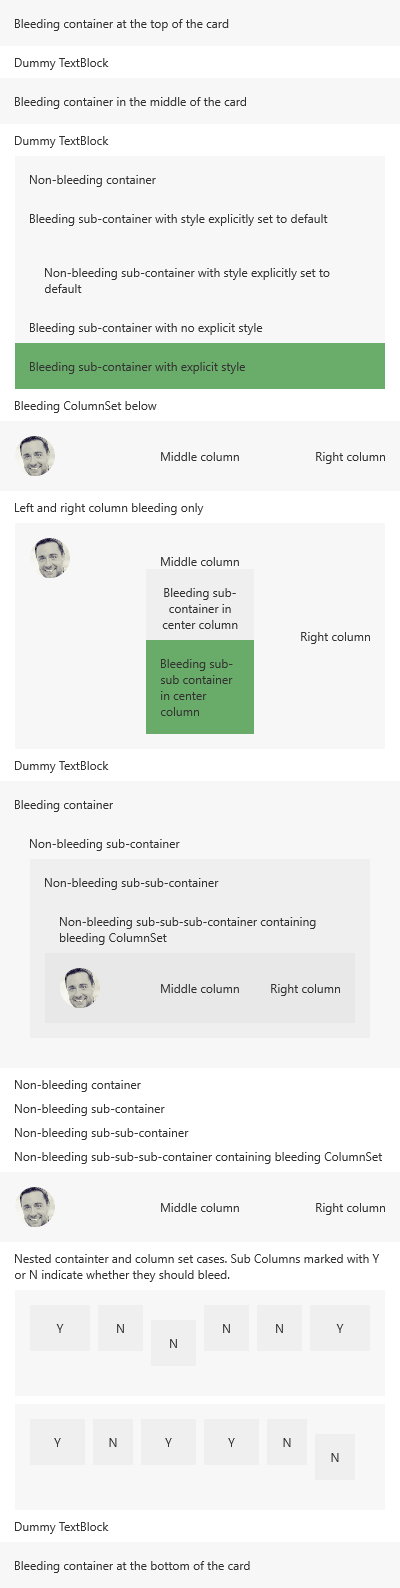 Bleeding container at the top of the card
Dummy TextBlock
Bleeding container in the middle of the card
Dummy TextBlock
Non-bleeding container
Bleeding sub-container with style explicitly set to default
Non-bleeding sub-container with style explicitly set to
default
Bleeding sub-container with no explicit style
Bleeding sub-container with explicit style
Bleeding ColumnSet below
Middle column
Right column
Left and right column bleeding only
Middle column
Bleeding sub-
container in
center column
Bleeding sub-
sub container
in center
column
Right column
Dummy TextBlock
Bleeding container
Non-bleeding sub-container
Non-bleeding sub-sub-container
Non-bleeding sub-sub-sub-container containing
bleeding ColumnSet
Middle column
Right column
Non-bleeding container
Non-bleeding sub-container
Non-bleeding sub-sub-container
Non-bleeding sub-sub-sub-container containing bleeding ColumnSet
Middle column
Right column
Nested containter and column set cases. Sub Columns marked with Y
or N indicate whether they should bleed.
Y N N N N Y
Y N Y Y N N
Dummy TextBlock
Bleeding container at the bottom of the card